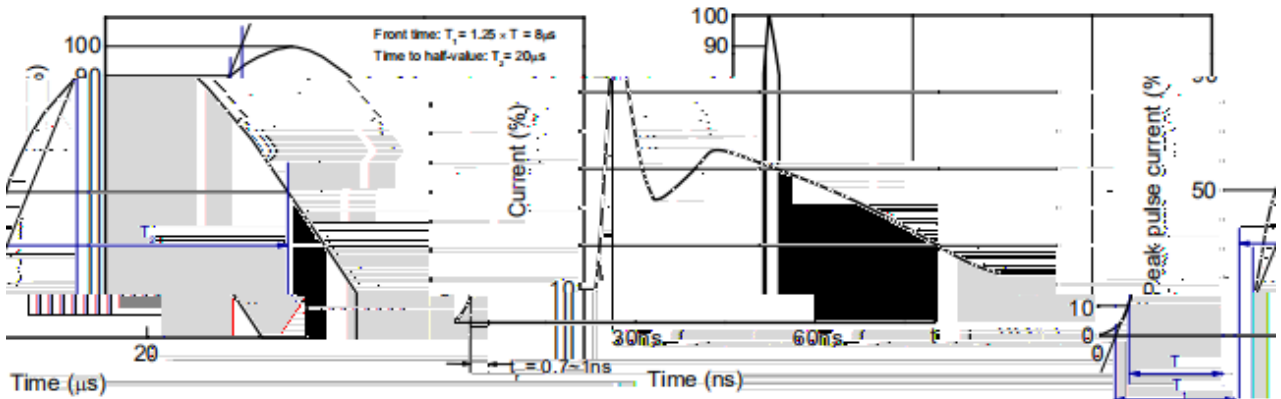 Front time: T1 = 1.25 × T = 8μs
Time to half-value: T2 = 20μs
100
90
100
90
Current (%)
Peak pulse current (%
50
T2
10
10
0
0
20
30ns
60ns
t
tr = 0.7~1ns
T
T1
Time (μs)
Time (ns)